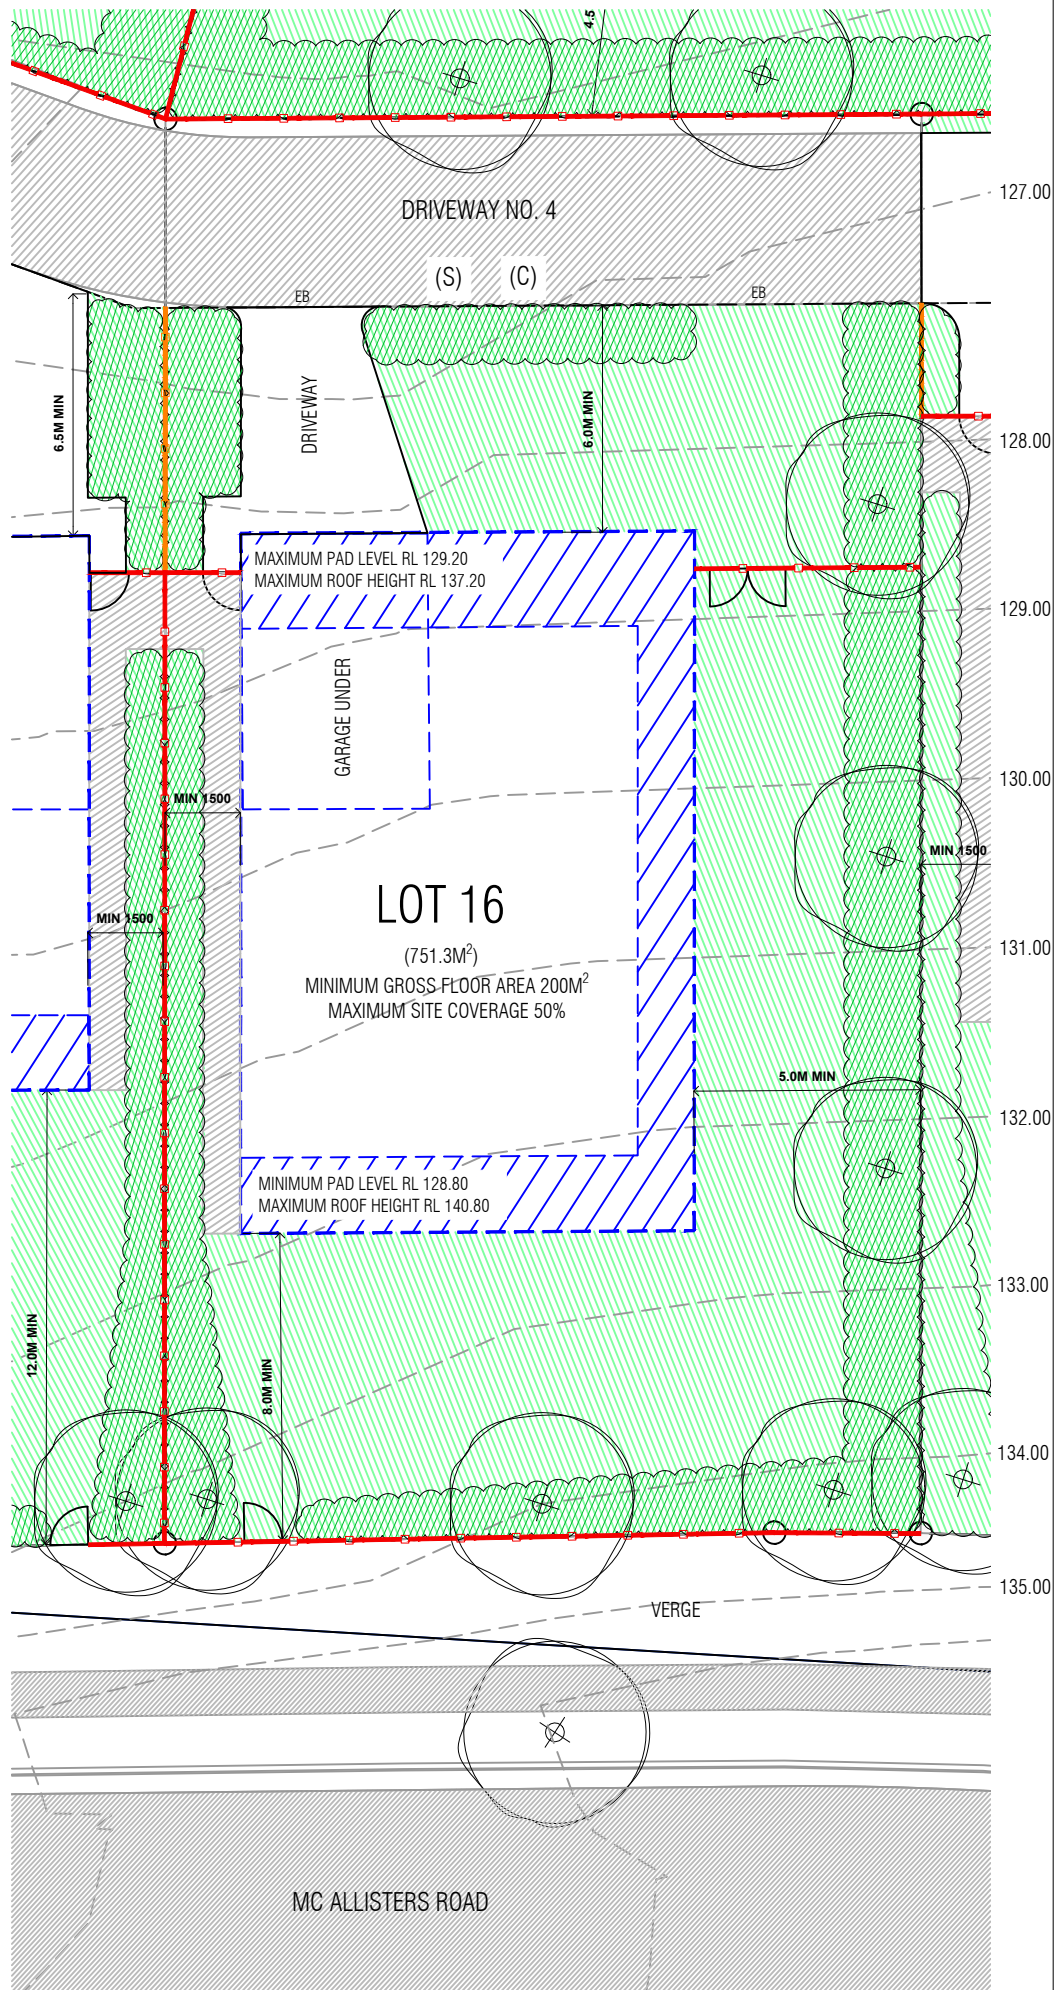 4.5
127.00
DRIVEWAY NO. 4
(S) (C)
EB
EB
6.5M MIN
DRIVEWAY
6.0M MIN
128.00
MAXIMUM PAD LEVEL RL 129.20
MAXIMUM ROOF HEIGHT RL 137.20
129.00
GARAGE UNDER
130.00
MIN 1500
MIN 1500
LOT 16
MIN 1500
131.00
(751.3M²)
MINIMUM GROSS FLOOR AREA 200M²
MAXIMUM SITE COVERAGE 50%
5.0M MIN
132.00
MINIMUM PAD LEVEL RL 128.80
MAXIMUM ROOF HEIGHT RL 140.80
133.00
12.0M MIN
8.0M MIN
134.00
135.00
VERGE
MC ALLISTERS ROAD